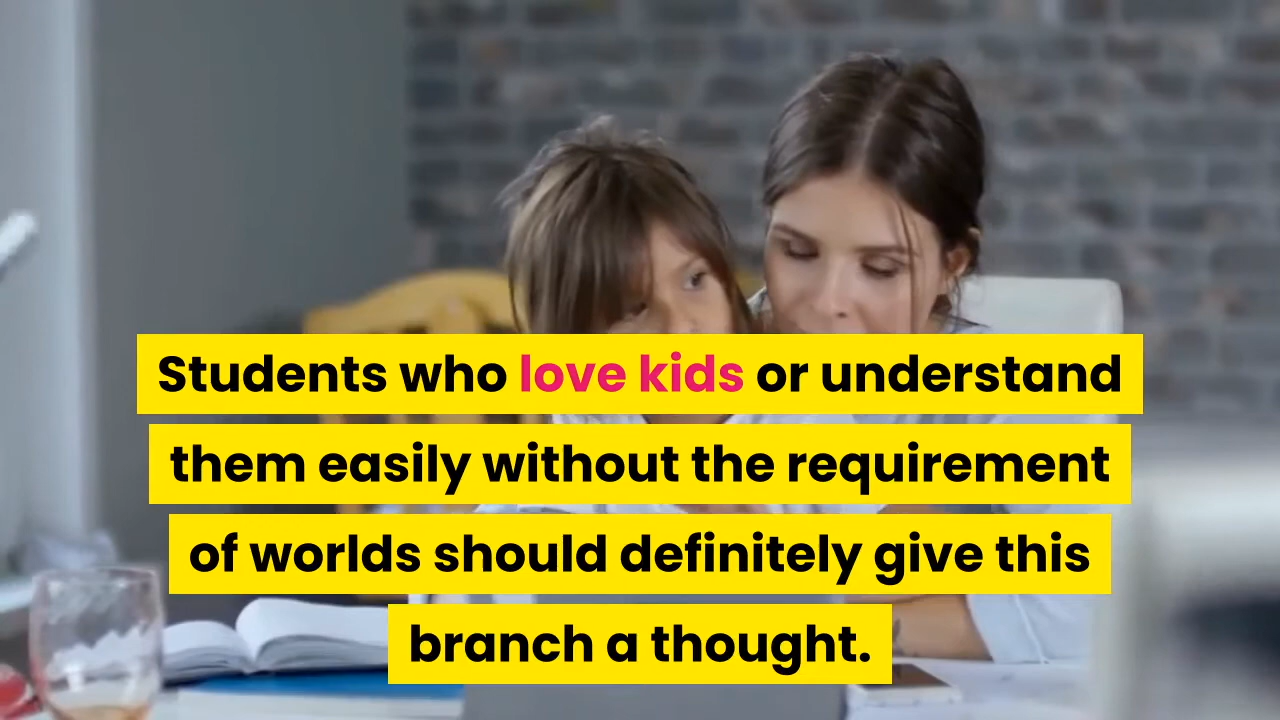 Students who love kids or understand
them easily without the requirement
of worlds should definitely give this
branch a thought.